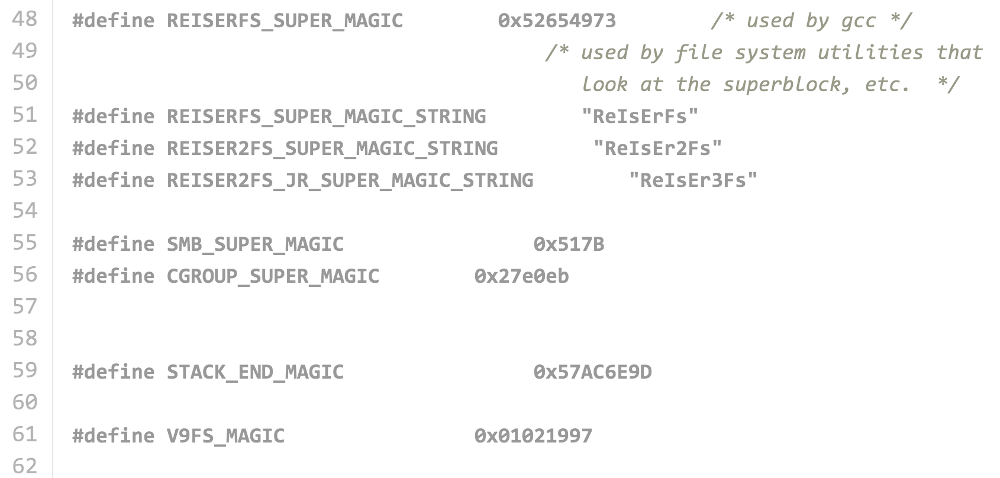 48 #define REISERFS_SUPER_MAGIC 0x52654973 /* used by gcc */
49 /* used by file system utilities that
50 look at the superblock, etc. */
51 #define REISERFS_SUPER_MAGIC_STRING "ReIsErFs"
52 #define REISER2FS_SUPER_MAGIC_STRING "ReIsEr2Fs"
53 #define REISER2FS_JR_SUPER_MAGIC_STRING "ReIsEr3Fs"
54
55 #define SMB_SUPER_MAGIC 0x517B
56 #define CGROUP_SUPER_MAGIC 0x27e0eb
57
58
59 #define STACK_END_MAGIC 0x57AC6E9D
60
61 #define V9FS_MAGIC 0x01021997
62